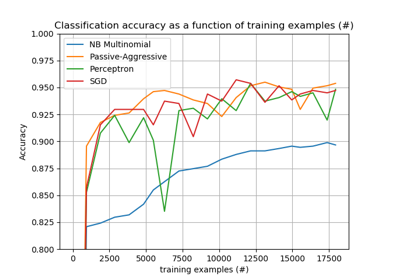 Classification accuracy as a function of training examples (#)
1.000
0.975
0.950
0.925
0.900
0.875
0.850
0.825
0.800
Accuracy
NB Multinomial
Passive-Aggressive
Perceptron
SGD
0 2500 5000 7500 10000 12500 15000 17500
training examples (#)